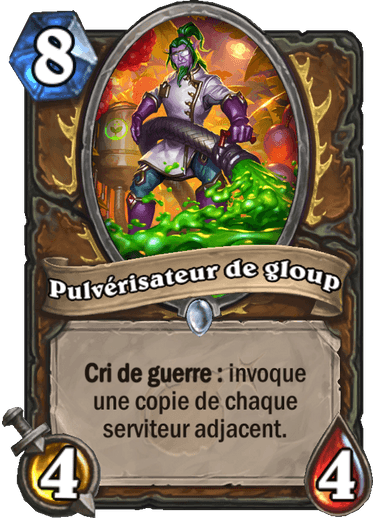 8
Pulvérisateur de gloup
Cri de guerre : invoque
une copie de chaque
serviteur adjacent.
4
4